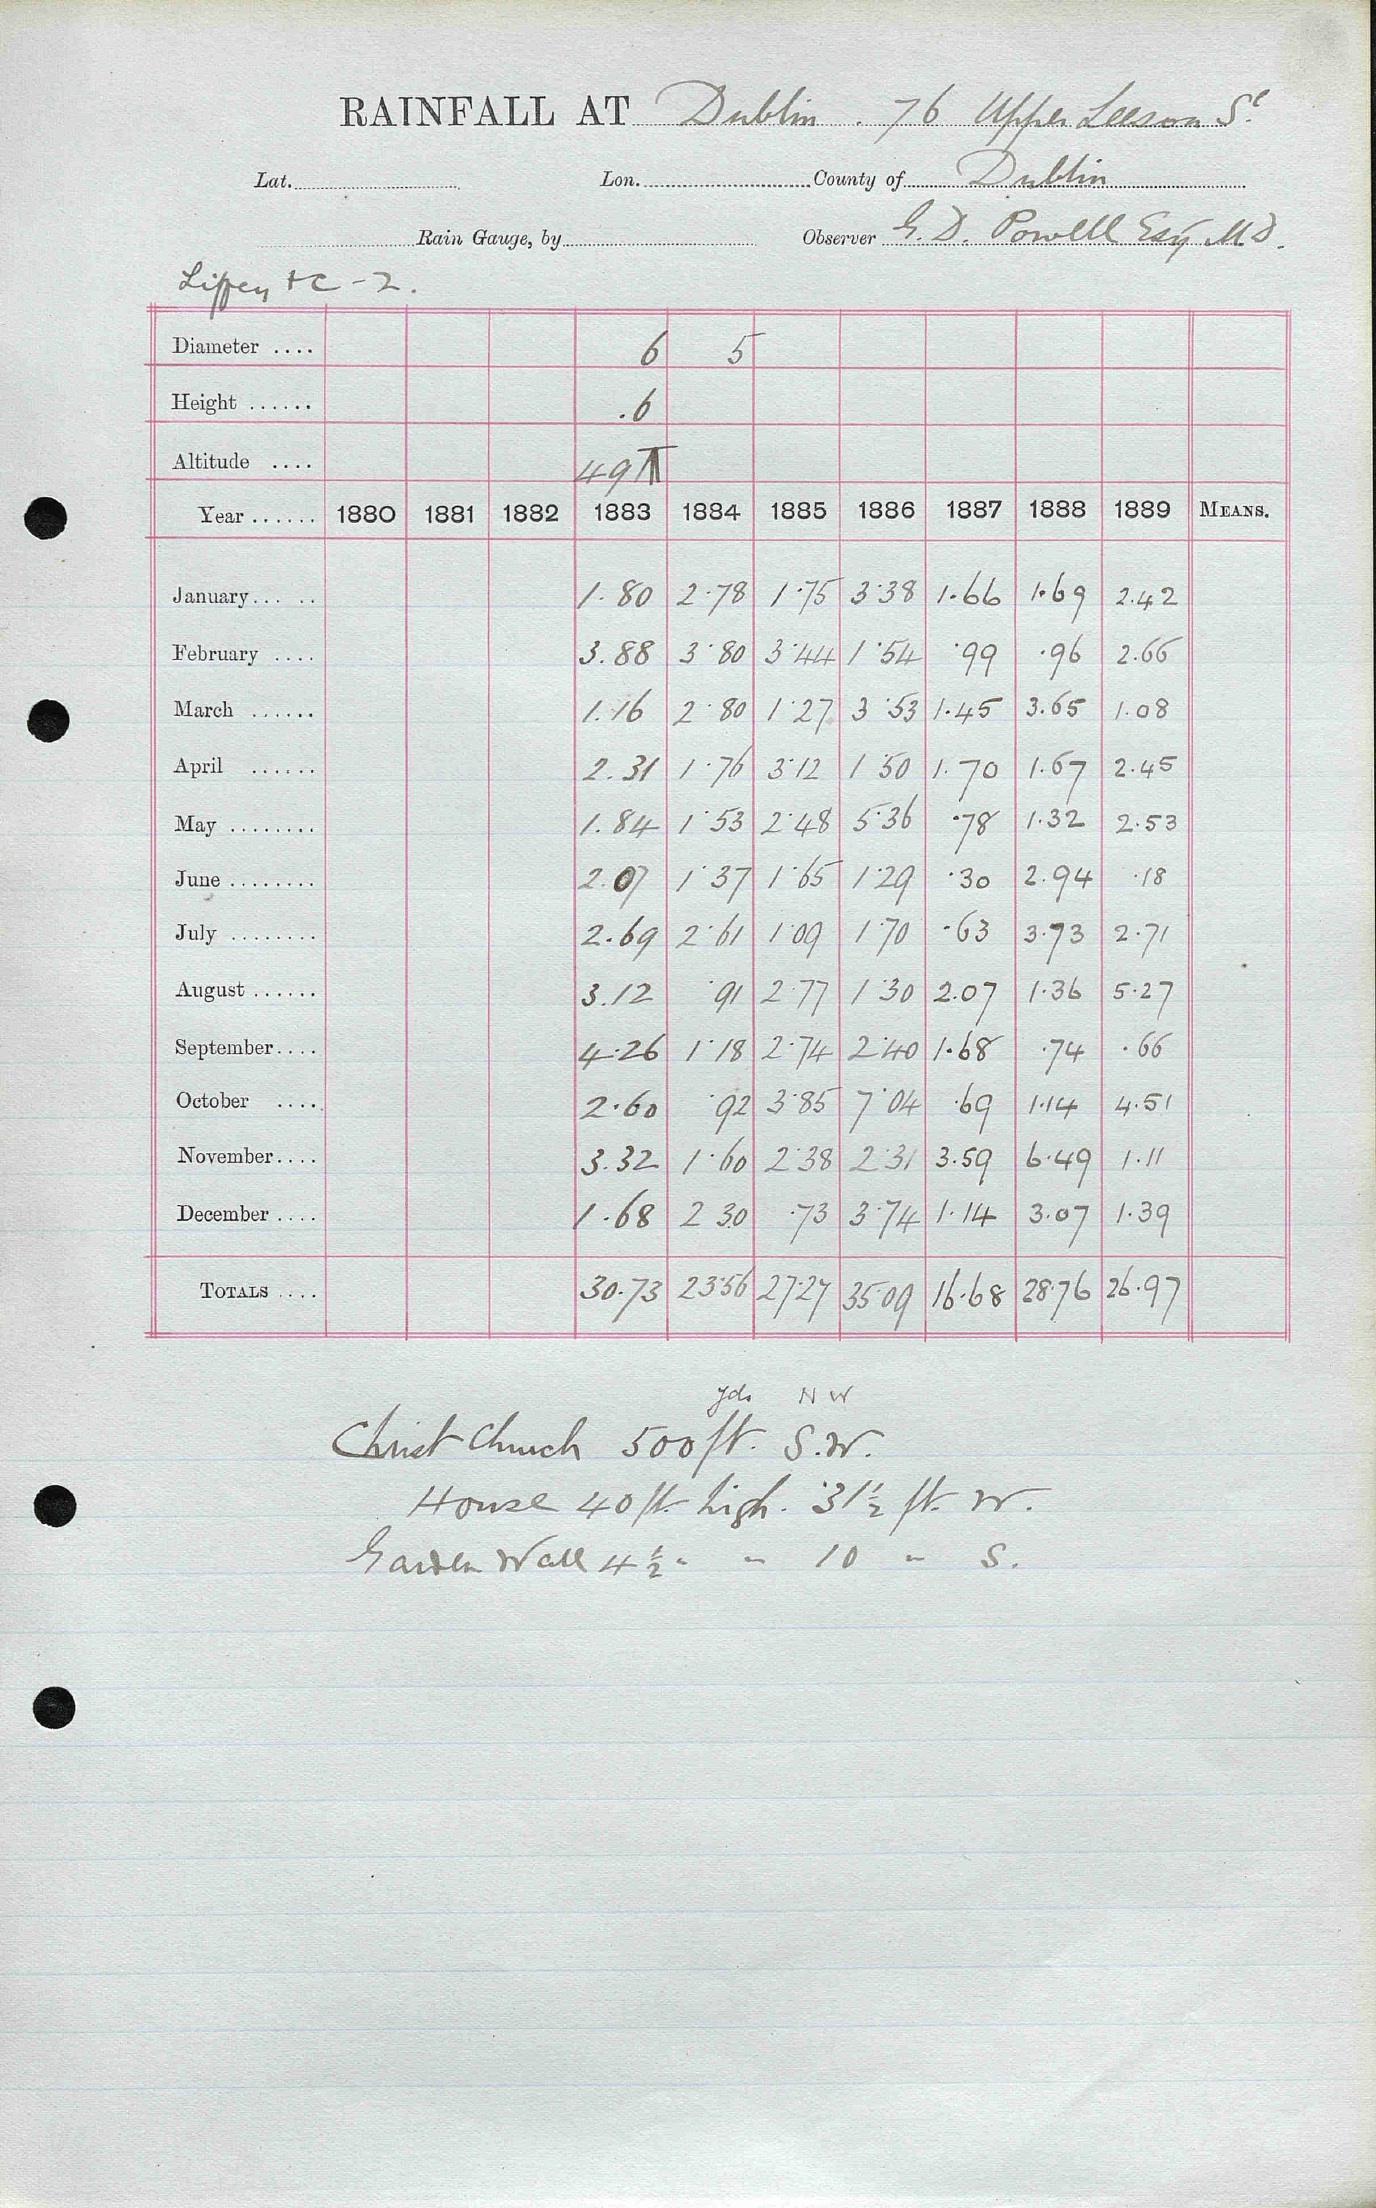 RAINFALL AT Dublin . 76 Upper Leeson St.
Lat. Lon. County of Dublin
Rain Gauge, by Observer G. D. Powell Esq M.D.
Liffey &c - 2.
Diameter .... 6 5
Height ...... .6
Altitude .... 49
Year ...... 1880 1881 1882 1883 1884 1885 1886 1887 1888 1889 MEANS.
January... .. 1.80 2.78 1.75 3.38 1.66 1.69 2.42
February .... 3.88 3.80 3.44 1.54 .99 .96 2.66
March ...... 1.16 2.80 1.27 3.53 1.45 3.65 1.08
April ...... 2.31 1.76 3.12 1.50 1.70 1.67 2.45
May ........ 1.84 1.53 2.48 5.36 .78 1.32 2.53
June ........ 2.07 1.37 1.65 1.29 .30 2.94 .18
July ........ 2.69 2.61 1.09 1.70 .63 3.73 2.71
August ...... 3.12 .91 2.77 1.30 2.07 1.36 5.27
September.... 4.26 1.18 2.74 2.40 1.68 .74 .66
October .... 2.60 .92 3.85 7.04 .69 1.14 4.51
November.... 3.32 1.60 2.38 2.31 3.59 6.49 1.11
December .... 1.68 2 30 .73 3.74 1.14 3.07 1.39
TOTALS .... 30.73 23.56 27.27 35.09 16.68 28.76 26.97
yds N W
Christ Church 500 ft. S.W.
House 40 ft. high. 31½ ft. W.
Garden Wall 4½ " " 10 " S.